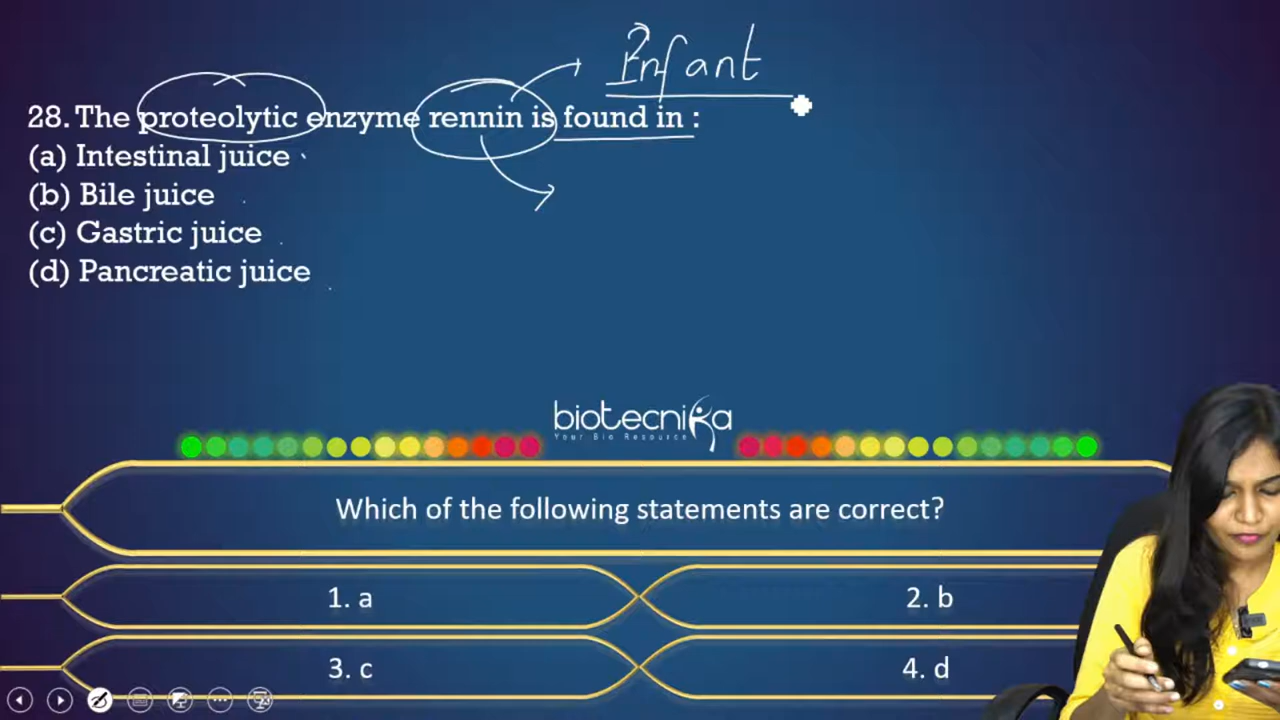 Infant
28. The proteolytic enzyme rennin is found in :
(a) Intestinal juice
(b) Bile juice
(c) Gastric juice
(d) Pancreatic juice
biotecnika
Your Bio Resource
Which of the following statements are correct?
1. a
2. b
3. c
4. d